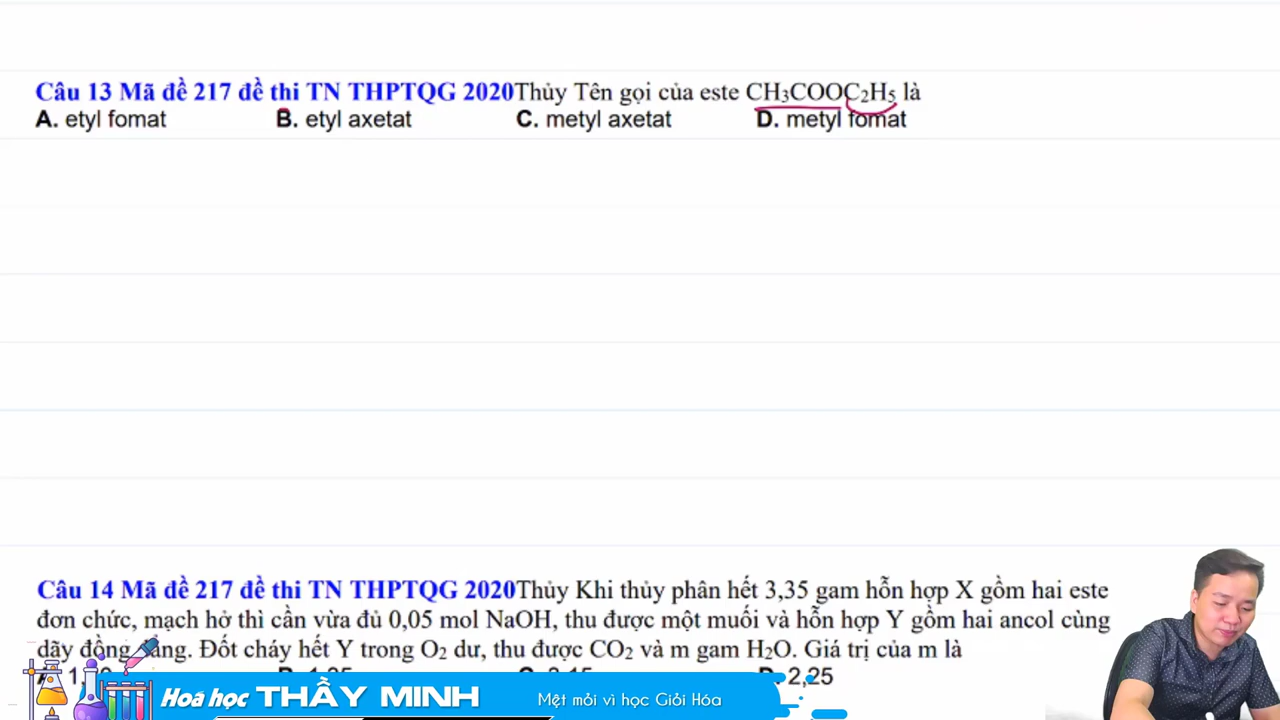 Câu 13 Mã đề 217 đề thi TN THPTQG 2020Thủy Tên gọi của este CH₃COOC₂H₅ là
A. etyl fomat B. etyl axetat C. metyl axetat D. metyl fomat
Câu 14 Mã đề 217 đề thi TN THPTQG 2020Thủy Khi thủy phân hết 3,35 gam hỗn hợp X gồm hai este
đơn chức, mạch hở thì cần vừa đủ 0,05 mol NaOH, thu được một muối và hỗn hợp Y gồm hai ancol cùng
dãy đồng đẳng. Đốt cháy hết Y trong O₂ dư, thu được CO₂ và m gam H₂O. Giá trị của m là
2,25
Hoá học THẦY MINH Mệt mỏi vì học Giỏi Hóa